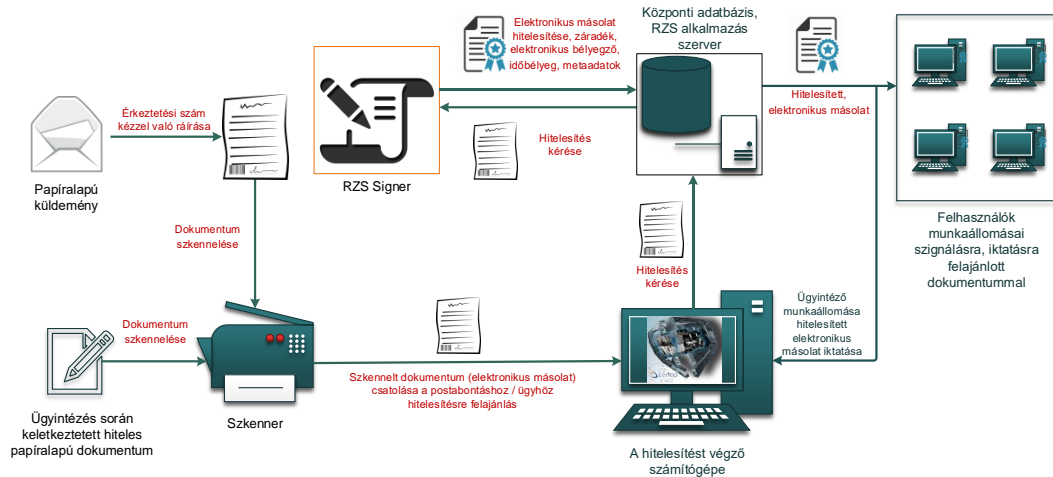 Elektronikus másolat
hitelesítése, záradék,
elektronikus bélyegző,
időbélyeg, metaadatok
Központi adatbázis,
RZS alkalmazás
szerver
Érkeztetési szám
kézzel való ráírása
Hitelesítés
kérése
Hitelesített,
elektronikus másolat
Papíralapú
küldemény
RZS Signer
Felhasználók
munkaállomásai
szignálásra, iktatásra
felajánlott
dokumentummal
Dokumentum
szkennelése
Hitelesítés
kérése
Dokumentum
szkennelése
Ügyintéző
munkaállomása
hitelesített
elektronikus
másolat iktatása
Szkennelt dokumentum (elektronikus másolat)
csatolása a postabontáshoz / ügyhöz
hitelesítésre felajánlás
Ügyintézés során
keletkeztetett hiteles
papíralapú dokumentum
Szkenner
A hitelesítést végző
számítógépe